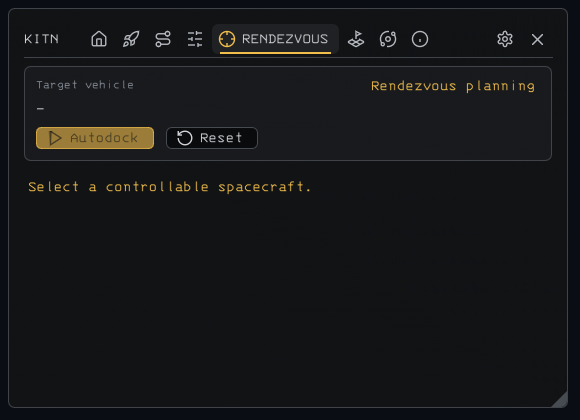 KITN RENDEZVOUS
Target vehicle Rendezvous planning
–
Autodock Reset
Select a controllable spacecraft.